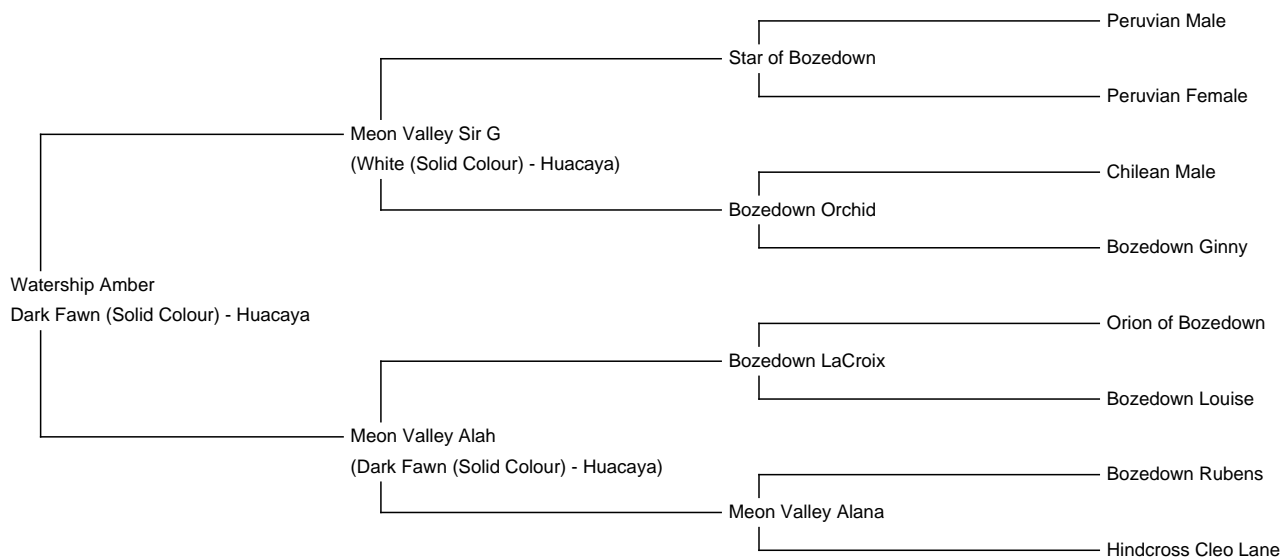 Peruvian Male
Star of Bozedown
Peruvian Female
Meon Valley Sir G
(White (Solid Colour) - Huacaya)
Chilean Male
Bozedown Orchid
Bozedown Ginny
Watership Amber
Dark Fawn (Solid Colour) - Huacaya
Orion of Bozedown
Bozedown LaCroix
Bozedown Louise
Meon Valley Alah
(Dark Fawn (Solid Colour) - Huacaya)
Bozedown Rubens
Meon Valley Alana
Hindcross Cleo Lane